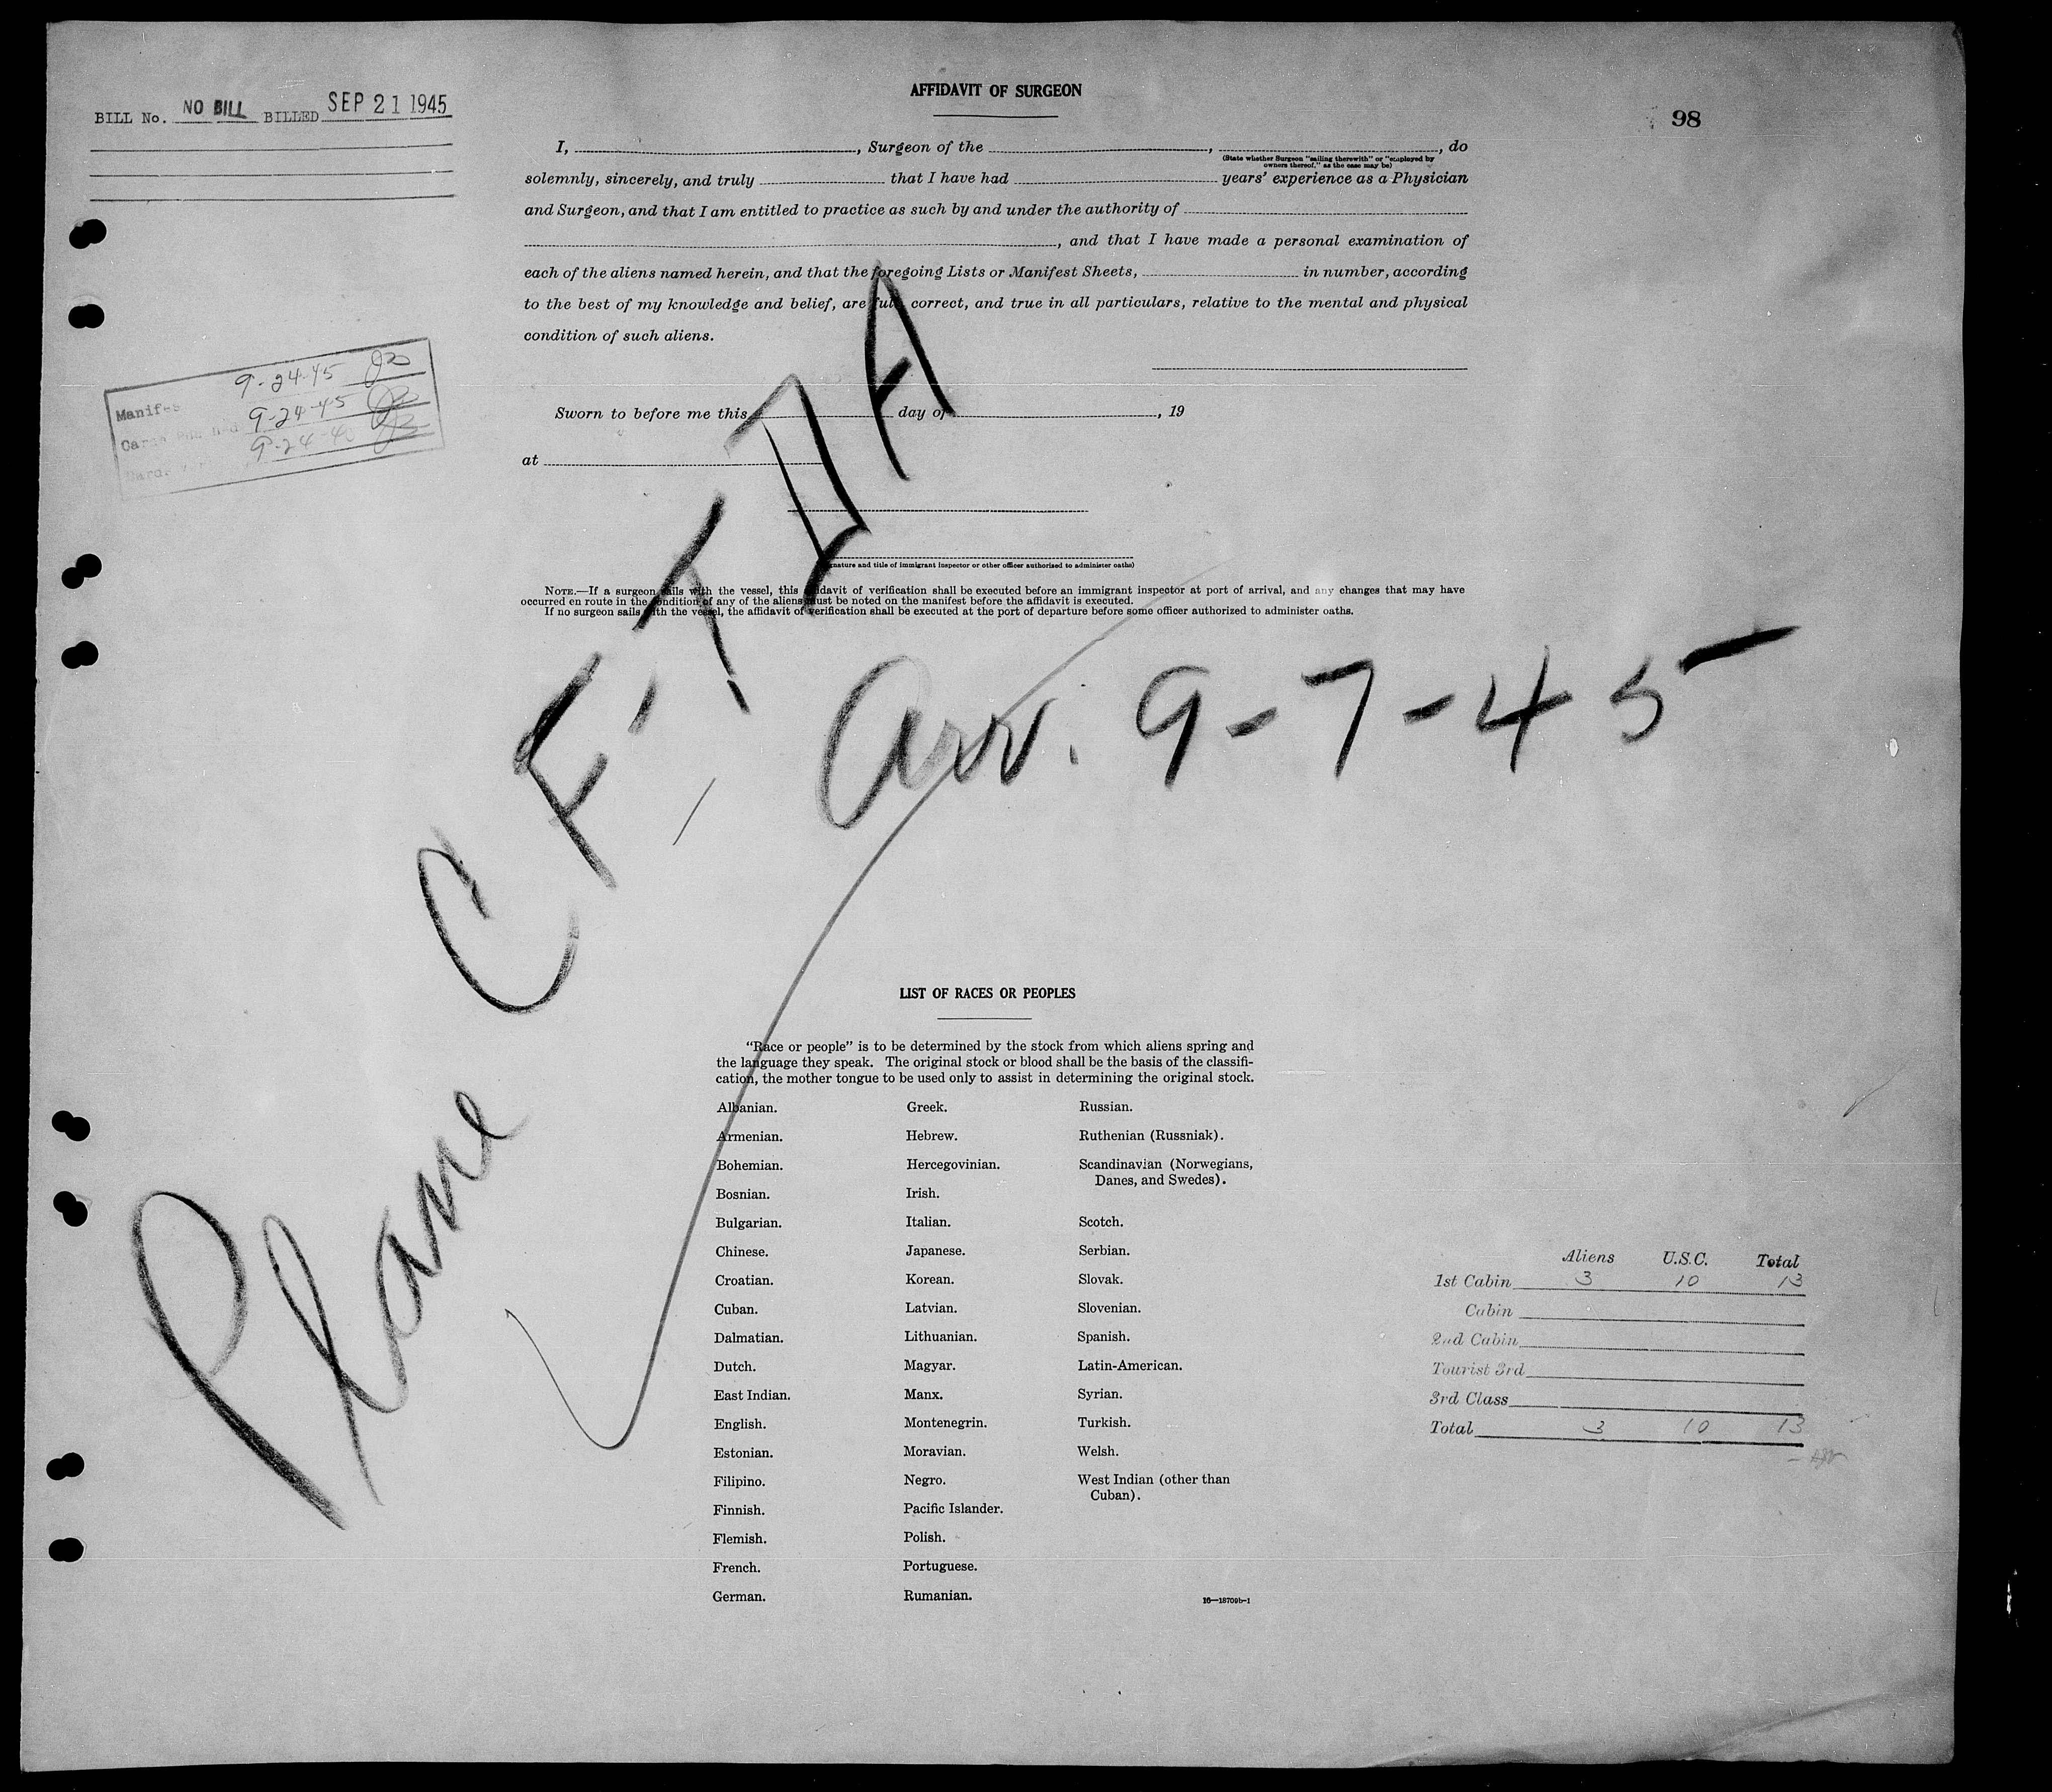 AFFIDAVIT OF SURGEON
BILL No. NO BILL BILLED SEP 21 1945
98
I, , Surgeon of the , , do
(State whether Surgeon "sailing therewith" or "employed by
owners thereof," as the case may be)
solemnly, sincerely, and truly that I have had years' experience as a Physician
and Surgeon, and that I am entitled to practice as such by and under the authority of
, and that I have made a personal examination of
each of the aliens named herein, and that the foregoing Lists or Manifest Sheets, in number, according
to the best of my knowledge and belief, are full, correct, and true in all particulars, relative to the mental and physical
condition of such aliens.
9-24-45
Manifes 9-24-45
9-24-45
Sworn to before me this day of , 19
at
nature and title of immigrant inspector or other officer authorized to administer oaths)
NOTE.—If a surgeon sails with the vessel, this affidavit of verification shall be executed before an immigrant inspector at port of arrival, and any changes that may have
occurred en route in the condition of any of the aliens must be noted on the manifest before the affidavit is executed.
If no surgeon sails with the vessel, the affidavit of verification shall be executed at the port of departure before some officer authorized to administer oaths.
Plane CF-TDA
Arr. 9-7-45
LIST OF RACES OR PEOPLES
"Race or people" is to be determined by the stock from which aliens spring and
the language they speak. The original stock or blood shall be the basis of the classifi-
cation, the mother tongue to be used only to assist in determining the original stock.
Albanian.
Armenian.
Bohemian.
Bosnian.
Bulgarian.
Chinese.
Croatian.
Cuban.
Dalmatian.
Dutch.
East Indian.
English.
Estonian.
Filipino.
Finnish.
Flemish.
French.
German.
Greek.
Hebrew.
Hercegovinian.
Irish.
Italian.
Japanese.
Korean.
Latvian.
Lithuanian.
Magyar.
Manx.
Montenegrin.
Moravian.
Negro.
Pacific Islander.
Polish.
Portuguese.
Rumanian.
Russian.
Ruthenian (Russniak).
Scandinavian (Norwegians,
Danes, and Swedes).
Scotch.
Serbian.
Slovak.
Slovenian.
Spanish.
Latin-American.
Syrian.
Turkish.
Welsh.
West Indian (other than
Cuban).
16—18709b-1
Aliens U.S.C. Total
1st Cabin 3 10 13
Cabin
2nd Cabin
Tourist 3rd
3rd Class
Total 3 10 13